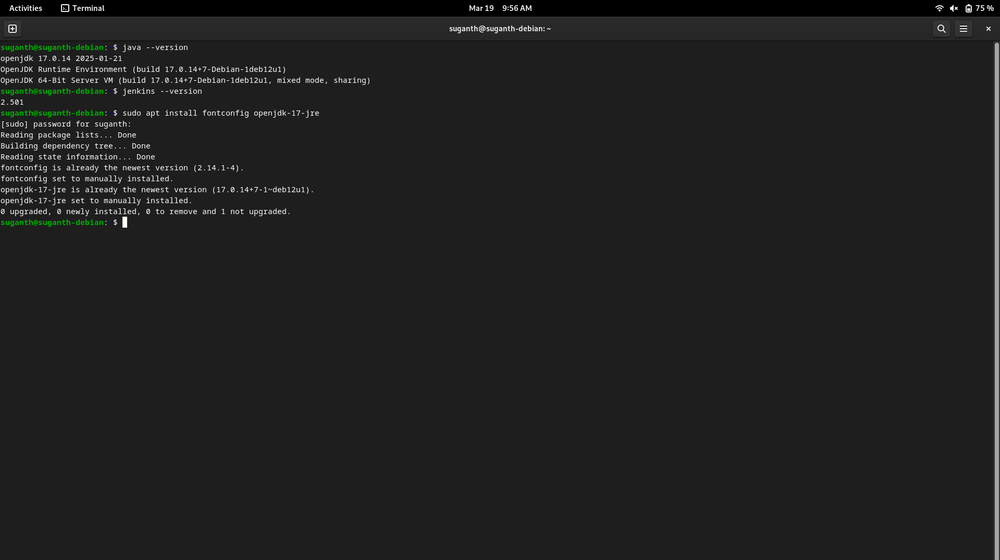 Activities Terminal Mar 19 9:56 AM 75 %
suganth@suganth-debian: ~
suganth@suganth-debian: $ java --version
openjdk 17.0.14 2025-01-21
OpenJDK Runtime Environment (build 17.0.14+7-Debian-1deb12u1)
OpenJDK 64-Bit Server VM (build 17.0.14+7-Debian-1deb12u1, mixed mode, sharing)
suganth@suganth-debian: $ jenkins --version
2.501
suganth@suganth-debian: $ sudo apt install fontconfig openjdk-17-jre
[sudo] password for suganth:
Reading package lists... Done
Building dependency tree... Done
Reading state information... Done
fontconfig is already the newest version (2.14.1-4).
fontconfig set to manually installed.
openjdk-17-jre is already the newest version (17.0.14+7-1~deb12u1).
openjdk-17-jre set to manually installed.
0 upgraded, 0 newly installed, 0 to remove and 1 not upgraded.
suganth@suganth-debian: $